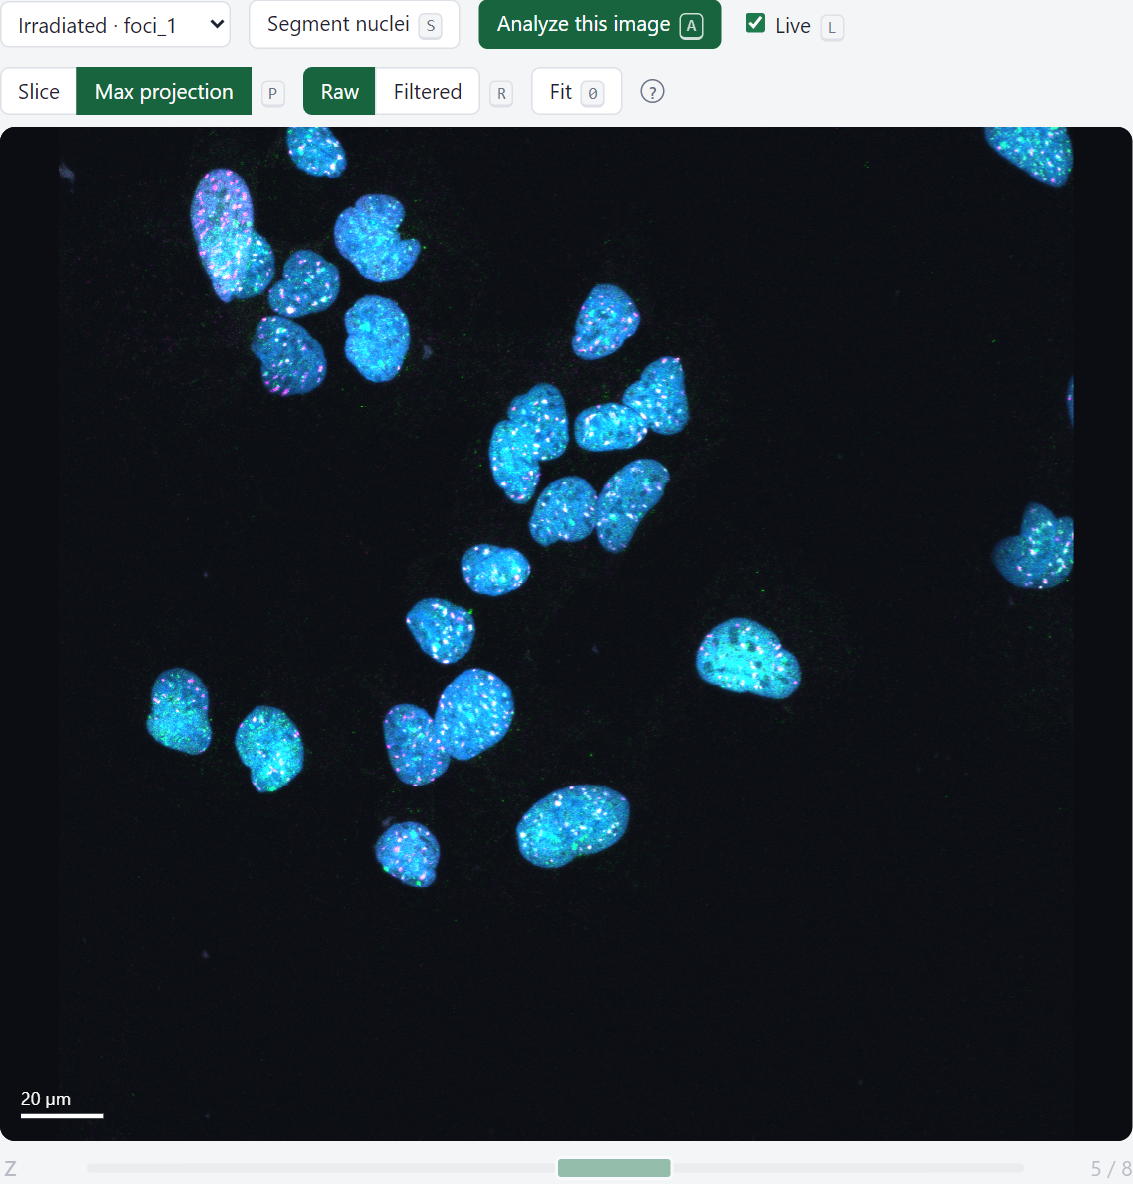 Irradiated · foci_1 Segment nuclei S Analyze this image A Live L
Slice Max projection P Raw Filtered R Fit 0 ?
20 µm
Z 5 / 8